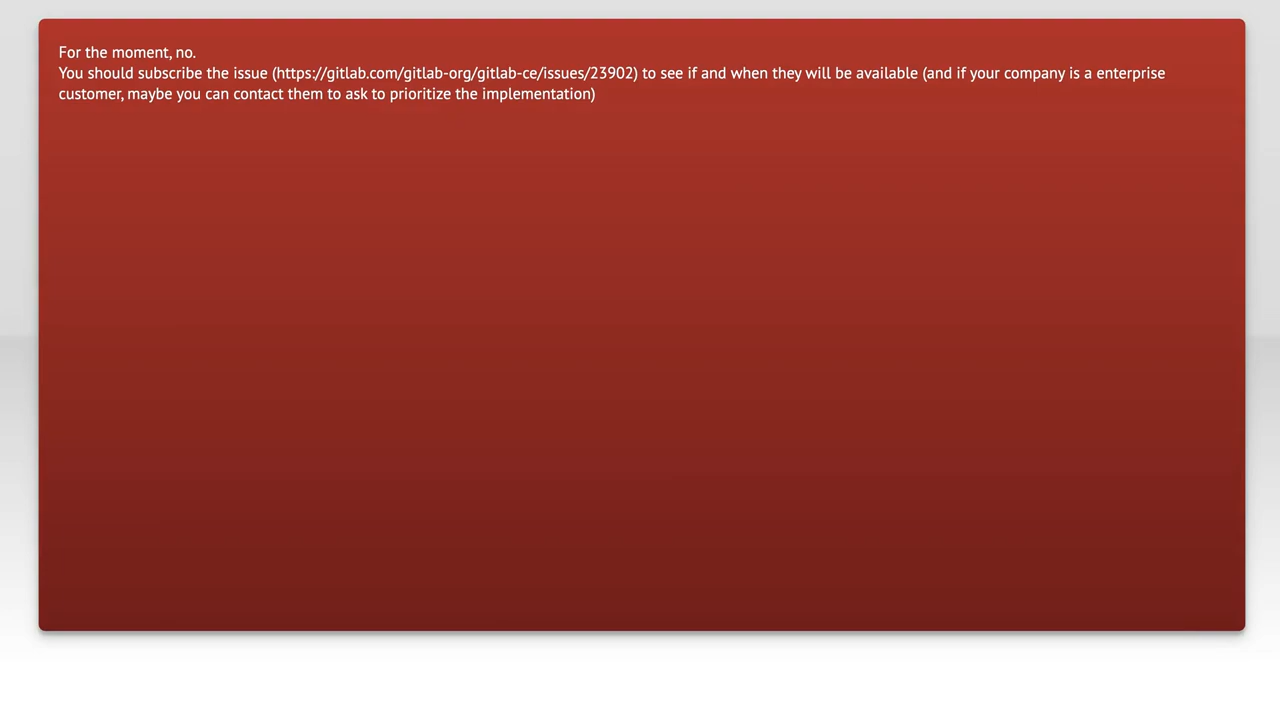 For the moment, no.
You should subscribe the issue (https://gitlab.com/gitlab-org/gitlab-ce/issues/23902) to see if and when they will be available (and if your company is a enterprise
customer, maybe you can contact them to ask to prioritize the implementation)